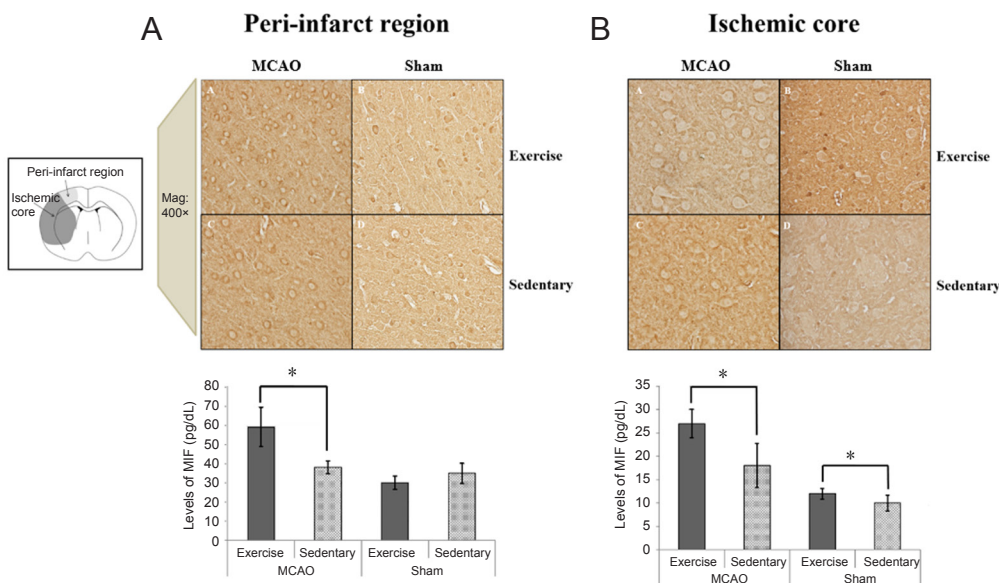 A
Peri-infarct region
MCAO
Sham
A
B
Exercise
C
D
Sedentary
Peri-infarct region
Ischemic
core
Mag:
400×
*
80
70
60
50
40
30
20
10
0
Levels of MIF (pg/dL)
Exercise
Sedentary
Exercise
Sedentary
MCAO
Sham
B
Ischemic core
MCAO
Sham
A
B
Exercise
C
D
Sedentary
*
*
35
30
25
20
15
10
5
0
Levels of MIF (pg/dL)
Exercise
Sedentary
Exercise
Sedentary
MCAO
Sham